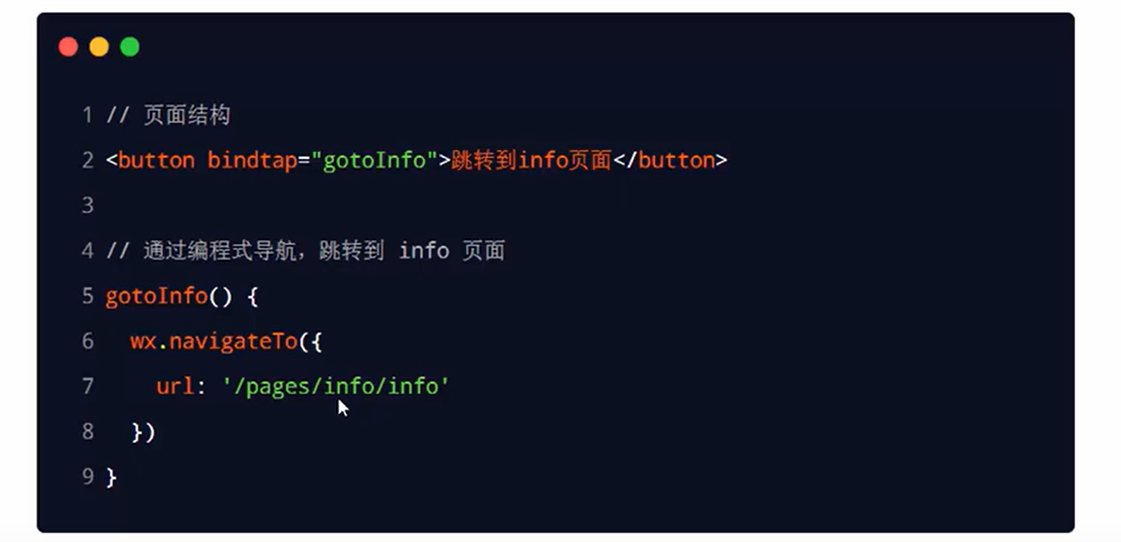 1 // 页面结构
2 <button bindtap="gotoInfo">跳转到info页面</button>
3
4 // 通过编程式导航，跳转到 info 页面
5 gotoInfo() {
6   wx.navigateTo({
7     url: '/pages/info/info'
8   })
9 }